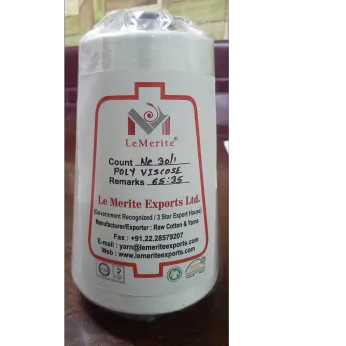 LeMerite®
Count Ne 30/1
POLY VISCOSE
Remarks 65:35
Le Merite Exports Ltd.
(Government Recognized / 3 Star Export House)
Manufacturer/Exporter : Raw Cotton & Yarns
Fax : +91.22.28579207
E-mail : yarn@lemeriteexports.com
Web : www.lemeriteexports.com